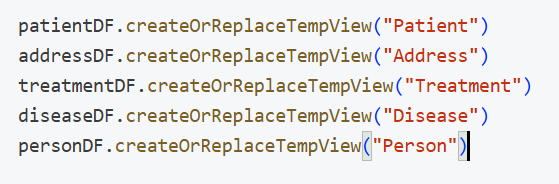 patientDF.createOrReplaceTempView("Patient")
addressDF.createOrReplaceTempView("Address")
treatmentDF.createOrReplaceTempView("Treatment")
diseaseDF.createOrReplaceTempView("Disease")
personDF.createOrReplaceTempView("Person")